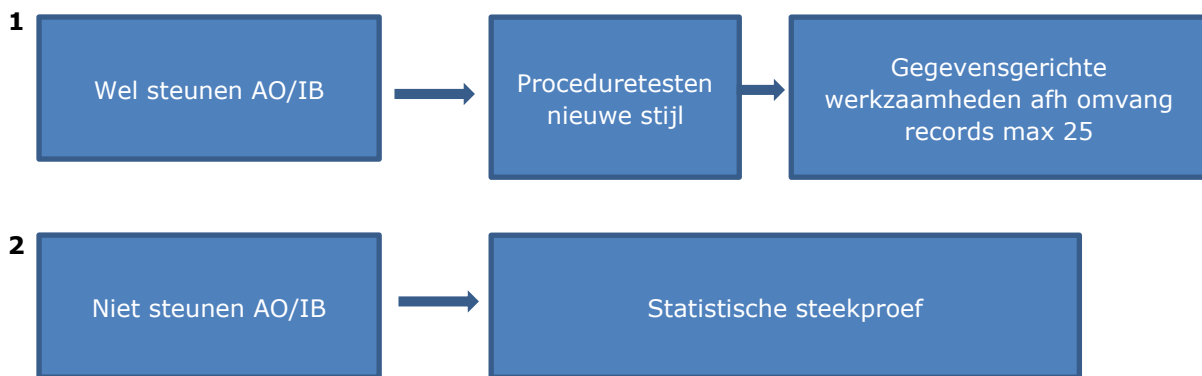 1
Wel steunen AO/IB
Proceduretesten
nieuwe stijl
Gegevensgerichte
werkzaamheden afh omvang
records max 25
2
Niet steunen AO/IB
Statistische steekproef